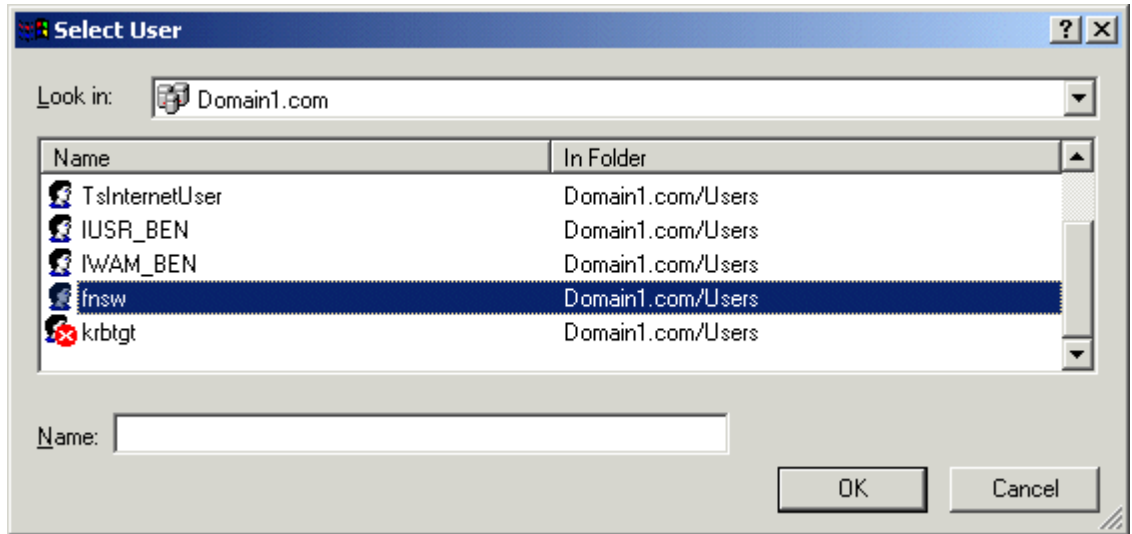 Select User
Look in: Domain1.com
Name In Folder
TsInternetUser Domain1.com/Users
IUSR_BEN Domain1.com/Users
IWAM_BEN Domain1.com/Users
fnsw Domain1.com/Users
krbtgt Domain1.com/Users
Name:
OK Cancel